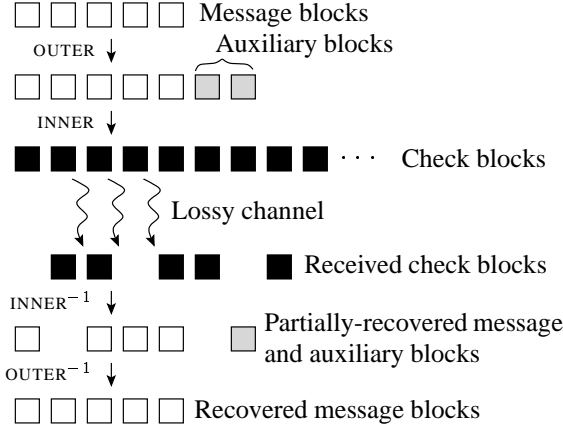 Message blocks
OUTER
Auxiliary blocks
INNER
· · ·
Check blocks
Lossy channel
Received check blocks
INNER⁻¹
Partially-recovered message
and auxiliary blocks
OUTER⁻¹
Recovered message blocks